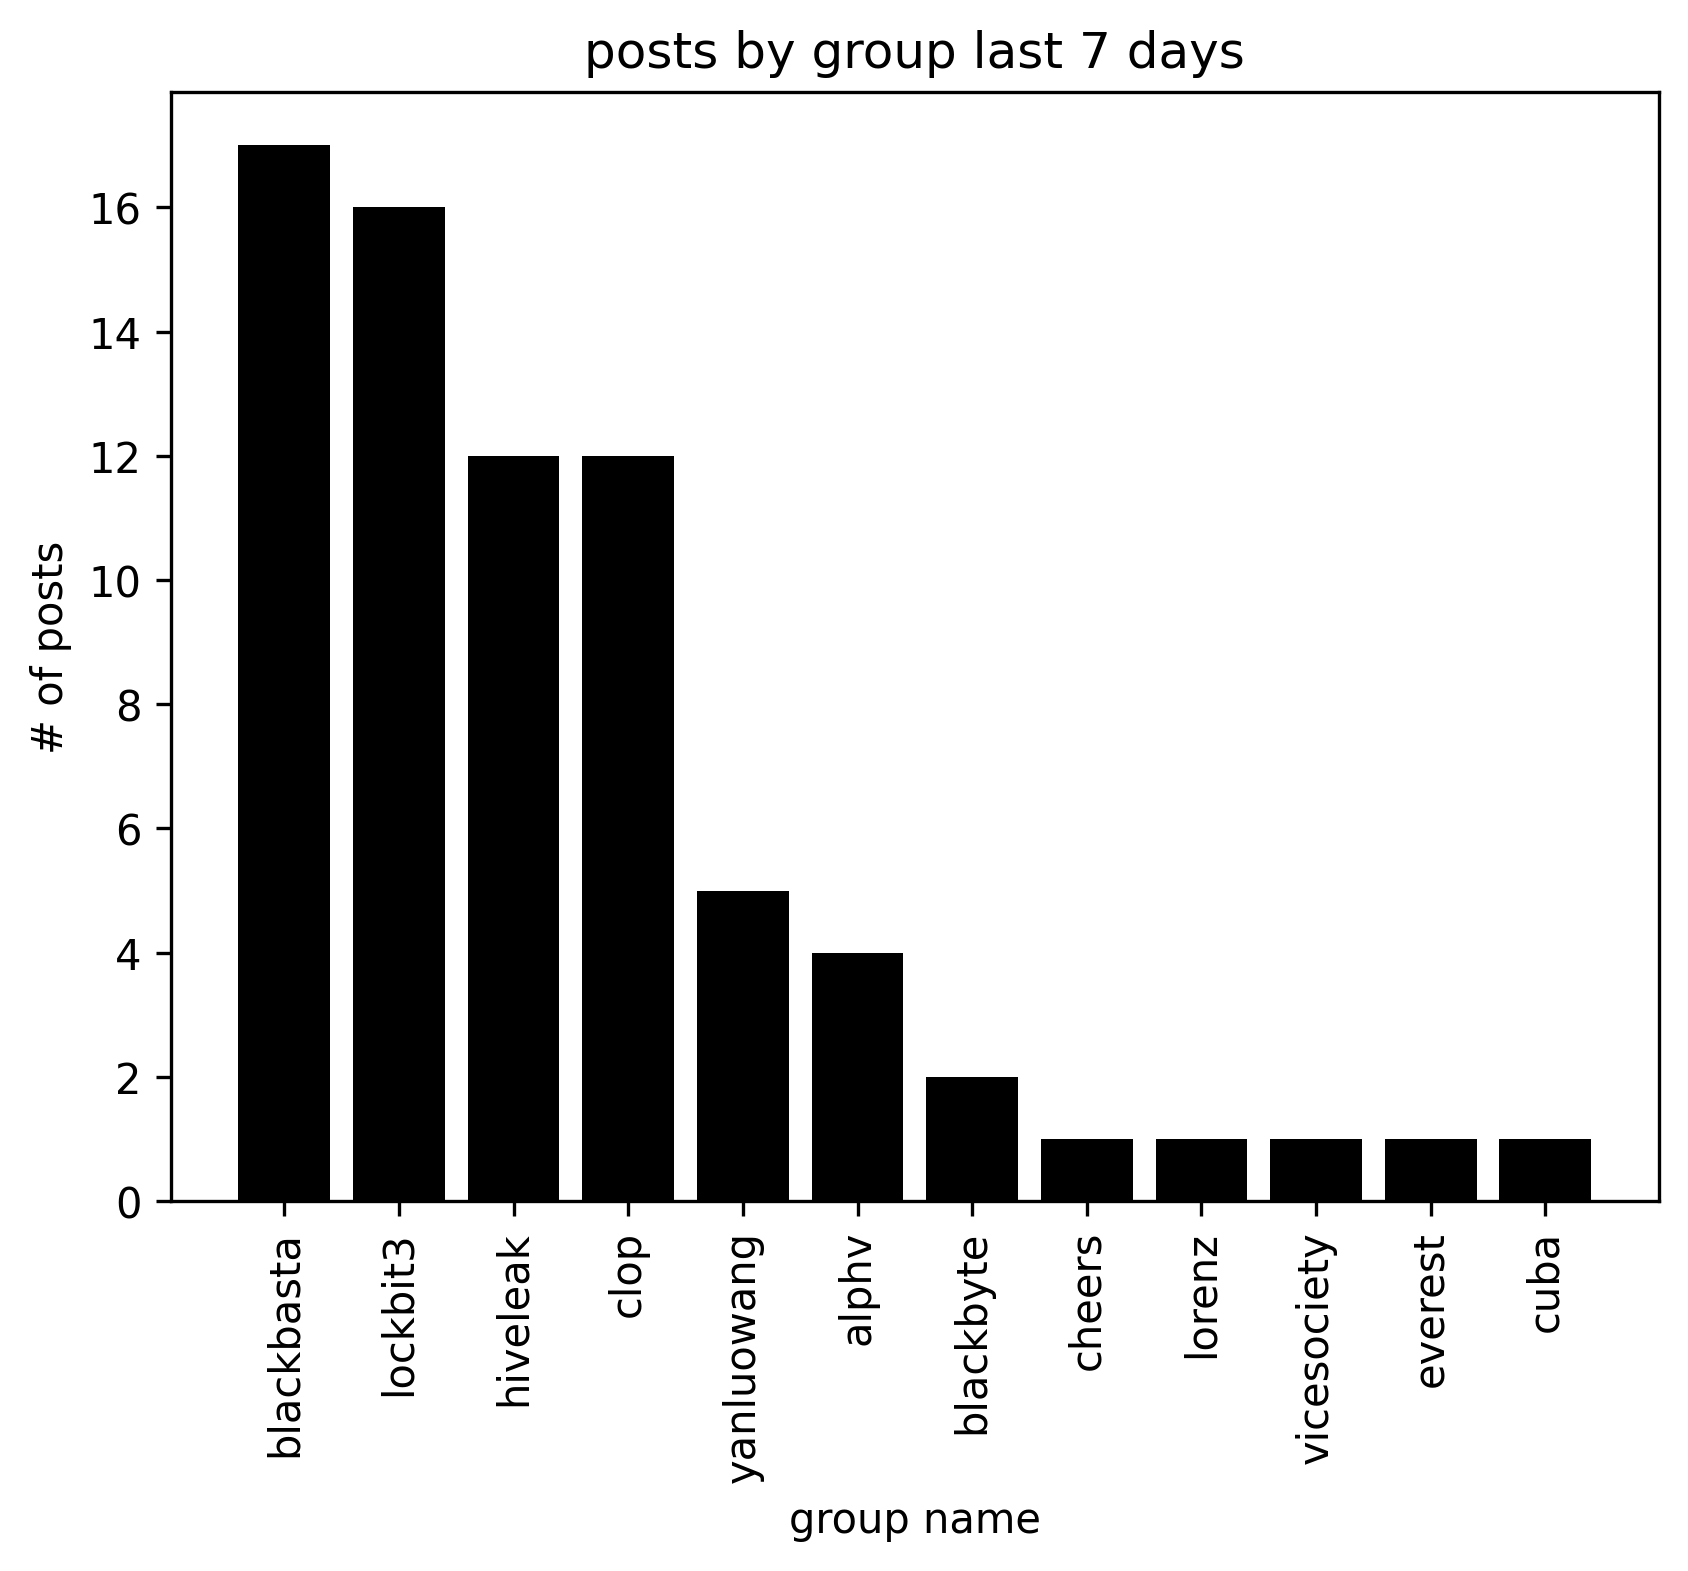 posts by group last 7 days
# of posts
16
14
12
10
8
6
4
2
0
blackbasta
lockbit3
hiveleak
clop
yanluowang
alphv
blackbyte
cheers
lorenz
vicesociety
everest
cuba
group name